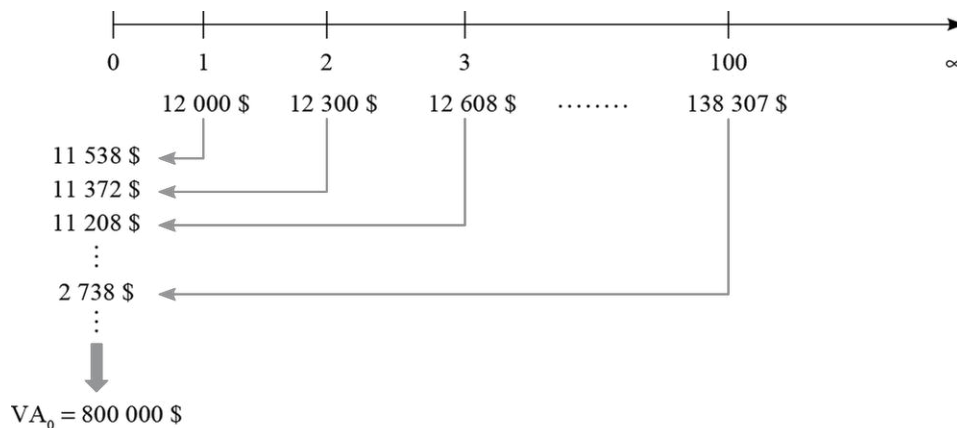 0 1 2 3 100 ∞
12 000 $ 12 300 $ 12 608 $ ........ 138 307 $
11 538 $
11 372 $
11 208 $
2 738 $
VA₀ = 800 000 $